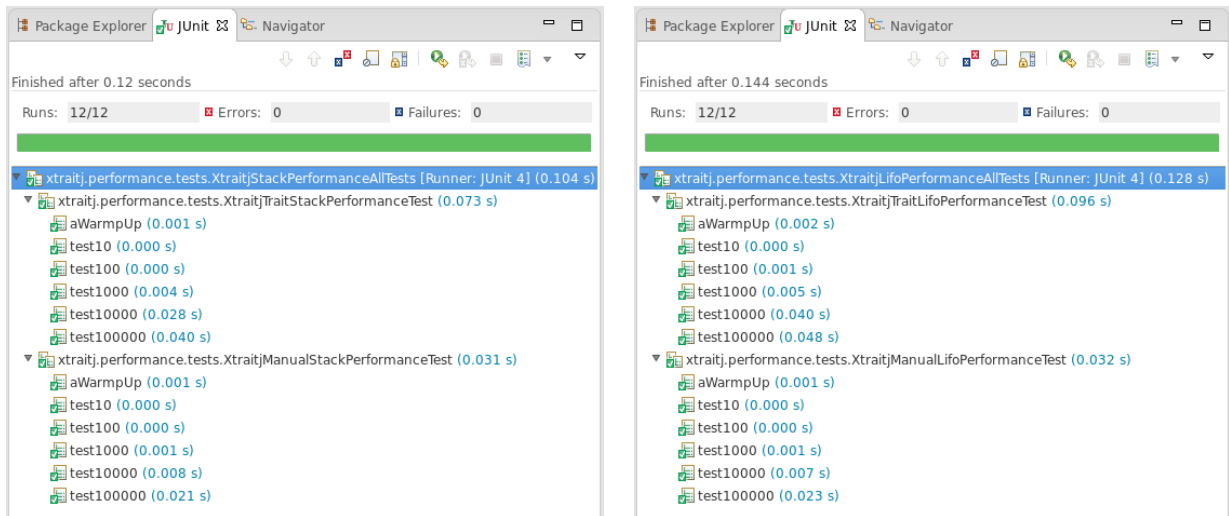 Package Explorer JUnit Navigator
Finished after 0.12 seconds
Runs: 12/12 Errors: 0 Failures: 0
xtraitj.performance.tests.XtraitjStackPerformanceAllTests [Runner: JUnit 4] (0.104 s)
xtraitj.performance.tests.XtraitjTraitStackPerformanceTest (0.073 s)
aWarmpUp (0.001 s)
test10 (0.000 s)
test100 (0.000 s)
test1000 (0.004 s)
test10000 (0.028 s)
test100000 (0.040 s)
xtraitj.performance.tests.XtraitjManualStackPerformanceTest (0.031 s)
aWarmpUp (0.001 s)
test10 (0.000 s)
test100 (0.000 s)
test1000 (0.001 s)
test10000 (0.008 s)
test100000 (0.021 s)
Package Explorer JUnit Navigator
Finished after 0.144 seconds
Runs: 12/12 Errors: 0 Failures: 0
xtraitj.performance.tests.XtraitjLifoPerformanceAllTests [Runner: JUnit 4] (0.128 s)
xtraitj.performance.tests.XtraitjTraitLifoPerformanceTest (0.096 s)
aWarmpUp (0.002 s)
test10 (0.000 s)
test100 (0.001 s)
test1000 (0.005 s)
test10000 (0.040 s)
test100000 (0.048 s)
xtraitj.performance.tests.XtraitjManualLifoPerformanceTest (0.032 s)
aWarmpUp (0.001 s)
test10 (0.000 s)
test100 (0.000 s)
test1000 (0.001 s)
test10000 (0.007 s)
test100000 (0.023 s)